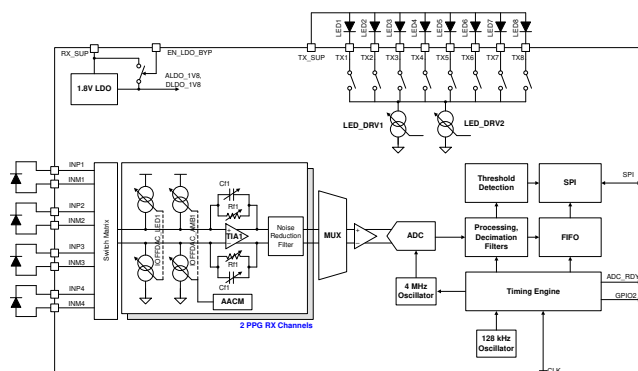 LED1
LED2
LED3
LED4
LED5
LED6
LED7
LED8
RX_SUP
EN_LDO_BYP
TX_SUP
TX1
TX2
TX3
TX4
TX5
TX6
TX7
TX8
1.8V LDO
ALDO_1V8,
DLDO_1V8
LED_DRV1
LED_DRV2
INP1
INM1
INP2
INM2
INP3
INM3
INP4
INM4
Switch Matrix
IOFFDAC_LED1
IOFFDAC_AMB1
Cf1
Rf1
TIA1
Rf1
Cf1
AACM
Noise
Reduction
Filter
2 PPG RX Channels
MUX
ADC
Threshold
Detection
SPI
SPI
Processing,
Decimation
Filters
FIFO
4 MHz
Oscillator
Timing Engine
ADC_RDY
GPIO2
128 kHz
Oscillator
CLK